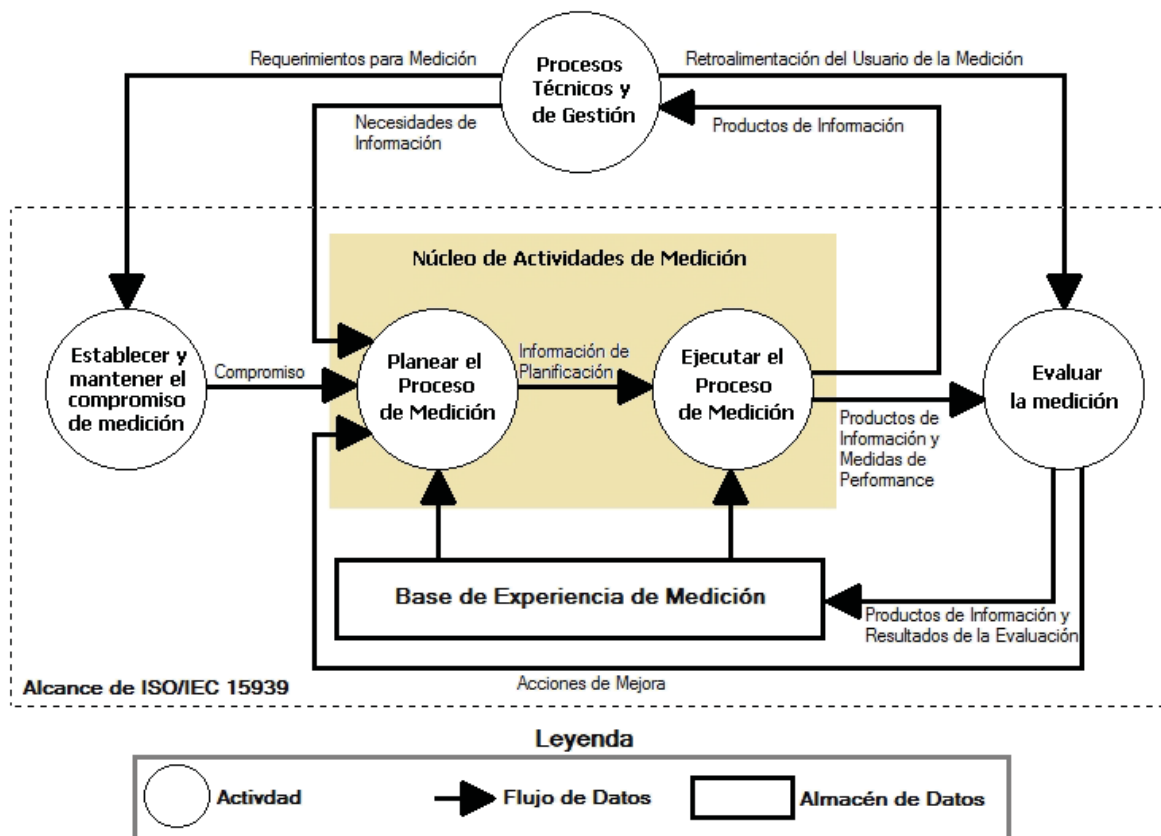 Requerimientos para Medición
Procesos
Técnicos y
de Gestión
Retroalimentación del Usuario de la Medición
Necesidades de
Información
Productos de Información
Núcleo de Actividades de Medición
Establecer y
mantener el
compromiso
de medición
Compromiso
Planear el
Proceso
de Medición
Información de
Planificación
Ejecutar el
Proceso
de Medición
Productos de
Información y
Medidas de
Performance
Evaluar
la medición
Base de Experiencia de Medición
Productos de Información y
Resultados de la Evaluación
Acciones de Mejora
Alcance de ISO/IEC 15939
Leyenda
Activdad
Flujo de Datos
Almacén de Datos